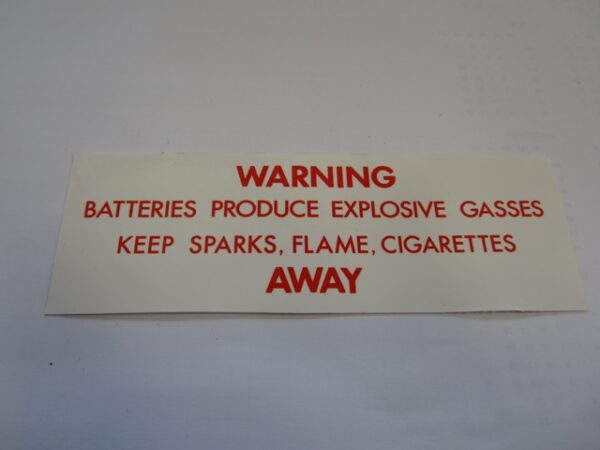 WARNING
BATTERIES PRODUCE EXPLOSIVE GASSES
KEEP SPARKS, FLAME, CIGARETTES
AWAY